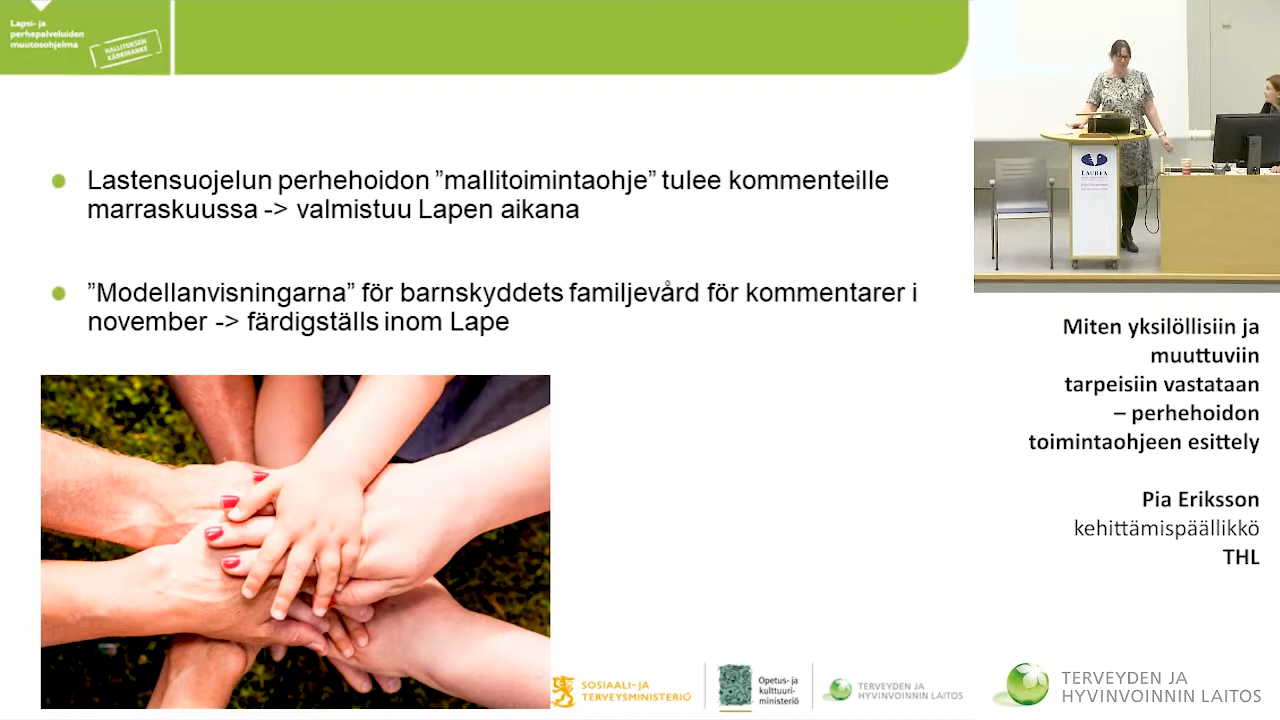 Lapsi- ja
perhepalveluiden
muutosohjelma
HALLITUKSEN
KÄRKIHANKE
Lastensuojelun perhehoidon ”mallitoimintaohje” tulee kommenteille
marraskuussa -> valmistuu Lapen aikana
”Modellanvisningarna” för barnskyddets familjevård för kommentarer i
november -> färdigställs inom Lape
LAUREA
Miten yksilöllisiin ja
muuttuviin
tarpeisiin vastataan
– perhehoidon
toimintaohjeen esittely
Pia Eriksson
kehittämispäällikkö
THL
SOSIAALI- JA
TERVEYSMINISTERIÖ
Opetus- ja
kulttuuri-
ministeriö
TERVEYDEN JA
HYVINVOINNIN LAITOS
TERVEYDEN JA
HYVINVOINNIN LAITOS